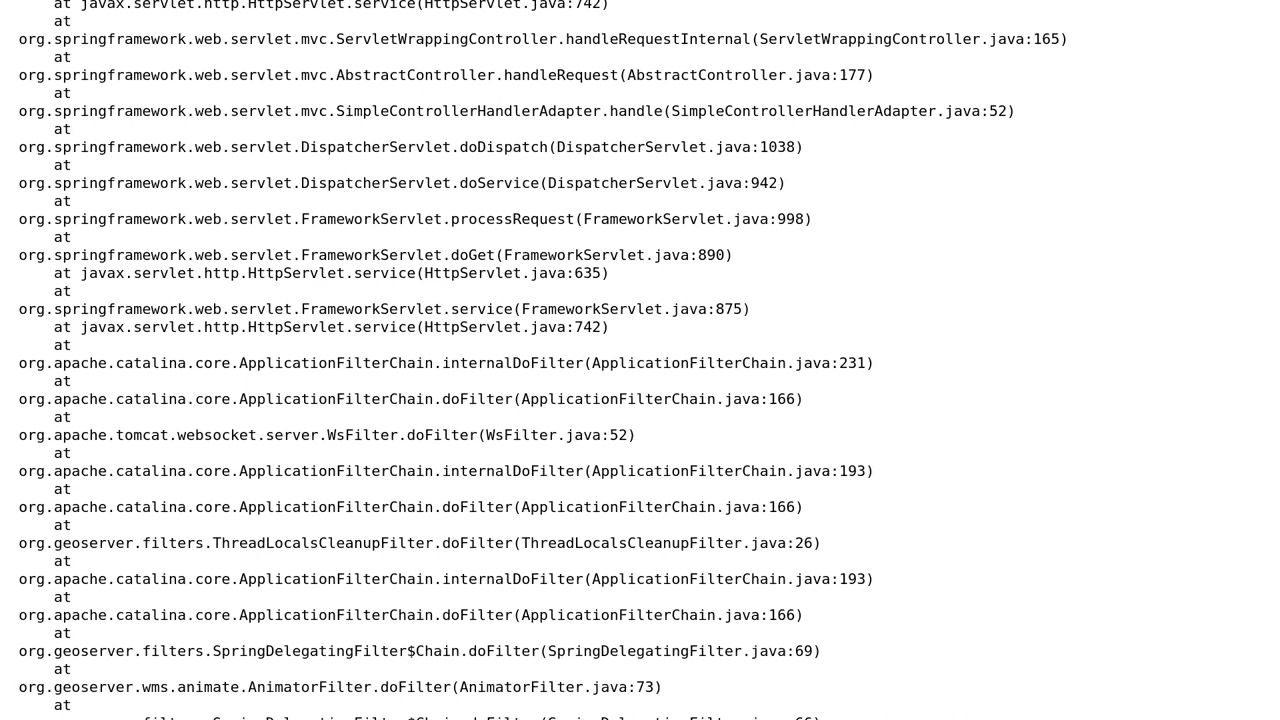 at javax.servlet.http.HttpServlet.service(HttpServlet.java:742)
at
org.springframework.web.servlet.mvc.ServletWrappingController.handleRequestInternal(ServletWrappingController.java:165)
at
org.springframework.web.servlet.mvc.AbstractController.handleRequest(AbstractController.java:177)
at
org.springframework.web.servlet.mvc.SimpleControllerHandlerAdapter.handle(SimpleControllerHandlerAdapter.java:52)
at
org.springframework.web.servlet.DispatcherServlet.doDispatch(DispatcherServlet.java:1038)
at
org.springframework.web.servlet.DispatcherServlet.doService(DispatcherServlet.java:942)
at
org.springframework.web.servlet.FrameworkServlet.processRequest(FrameworkServlet.java:998)
at
org.springframework.web.servlet.FrameworkServlet.doGet(FrameworkServlet.java:890)
at javax.servlet.http.HttpServlet.service(HttpServlet.java:635)
at
org.springframework.web.servlet.FrameworkServlet.service(FrameworkServlet.java:875)
at javax.servlet.http.HttpServlet.service(HttpServlet.java:742)
at
org.apache.catalina.core.ApplicationFilterChain.internalDoFilter(ApplicationFilterChain.java:231)
at
org.apache.catalina.core.ApplicationFilterChain.doFilter(ApplicationFilterChain.java:166)
at
org.apache.tomcat.websocket.server.WsFilter.doFilter(WsFilter.java:52)
at
org.apache.catalina.core.ApplicationFilterChain.internalDoFilter(ApplicationFilterChain.java:193)
at
org.apache.catalina.core.ApplicationFilterChain.doFilter(ApplicationFilterChain.java:166)
at
org.geoserver.filters.ThreadLocalsCleanupFilter.doFilter(ThreadLocalsCleanupFilter.java:26)
at
org.apache.catalina.core.ApplicationFilterChain.internalDoFilter(ApplicationFilterChain.java:193)
at
org.apache.catalina.core.ApplicationFilterChain.doFilter(ApplicationFilterChain.java:166)
at
org.geoserver.filters.SpringDelegatingFilter$Chain.doFilter(SpringDelegatingFilter.java:69)
at
org.geoserver.wms.animate.AnimatorFilter.doFilter(AnimatorFilter.java:73)
at